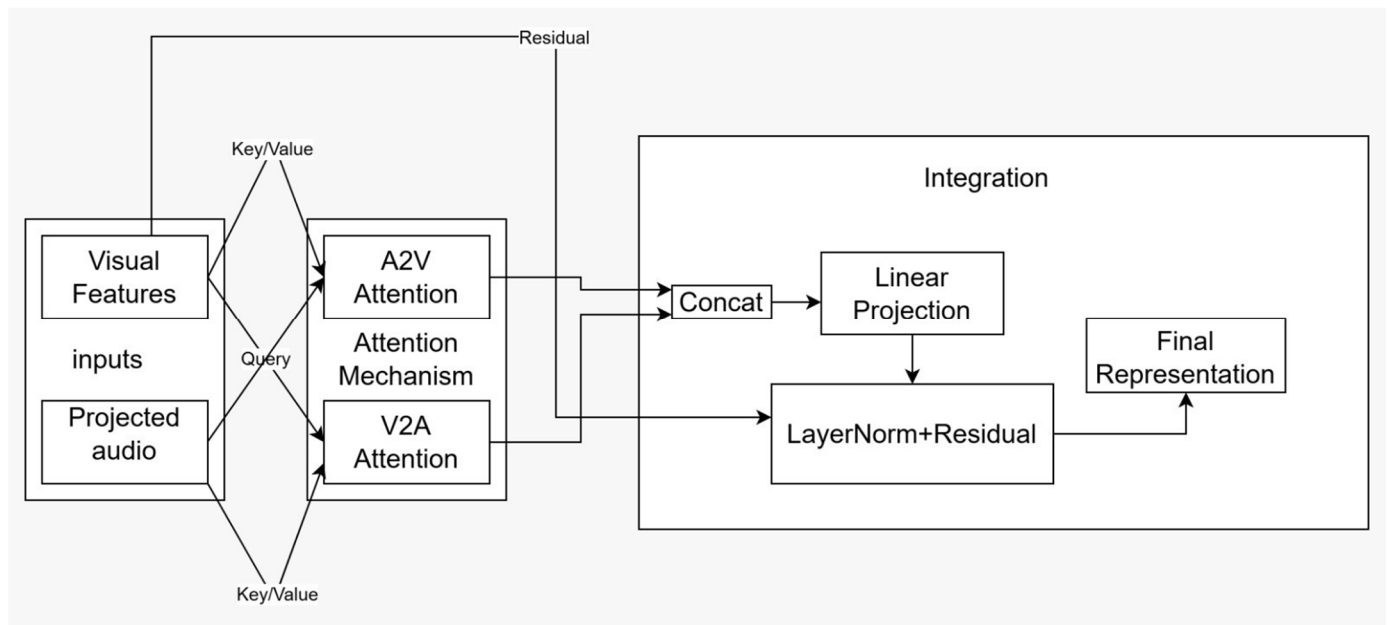 Residual
Key/Value
Integration
Visual
Features
A2V
Attention
inputs
Query
Attention
Mechanism
Projected
audio
V2A
Attention
Key/Value
Concat
Linear
Projection
LayerNorm+Residual
Final
Representation